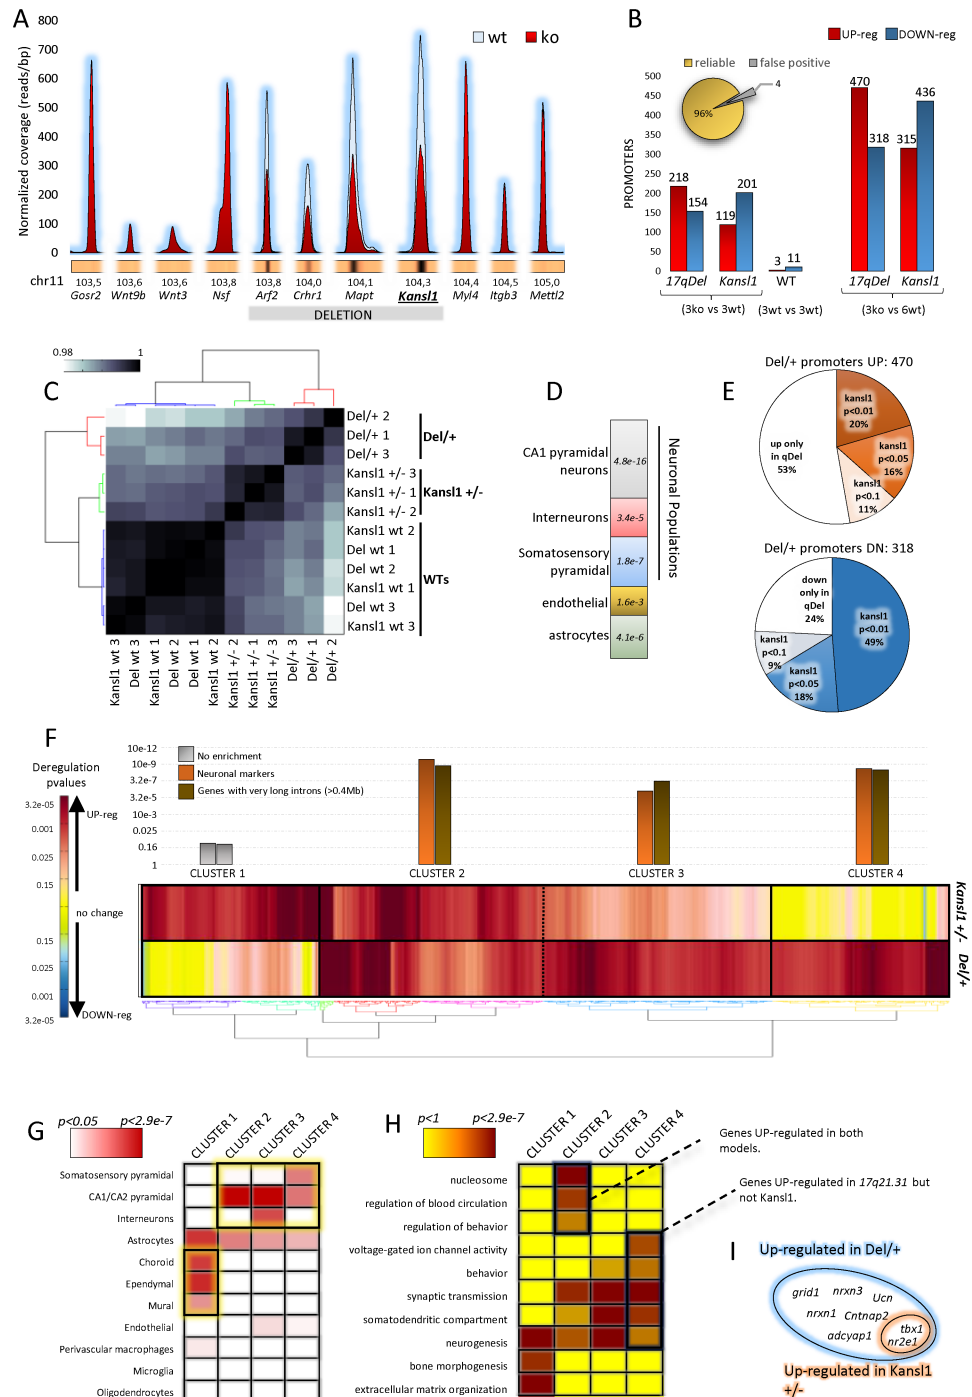 A
Normalized coverage (reads/bp)
800
700
600
500
400
300
200
100
0
wt
ko
chr11
103,5
103,6
103,6
103,8
103,8
104,0
104,1
104,3
104,4
104,5
105,0
Gosr2
Wnt9b
Wnt3
Nsf
Arf2
Crhr1
Mapt
Kansl1
Myl4
Itgb3
Mettl2
DELETION
B
UP-reg
DOWN-reg
reliable
false positive
4
96%
PROMOTERS
500
450
400
350
300
250
200
150
100
50
0
218
154
119
201
3
11
470
318
315
436
17qDel
Kansl1
WT
17qDel
Kansl1
(3ko vs 3wt)
(3wt vs 3wt)
(3ko vs 6wt)
C
0.98
1
Del/+ 2
Del/+ 1
Del/+ 3
Kansl1 +/- 3
Kansl1 +/- 1
Kansl1 +/- 2
Kansl1 wt 2
Del wt 1
Del wt 2
Kansl1 wt 1
Del wt 3
Kansl1 wt 3
Del/+
Kansl1 +/-
WTs
Kansl1 wt 3
Del wt 3
Kansl1 wt 1
Del wt 2
Del wt 1
Kansl1 wt 2
Kansl1 +/- 2
Kansl1 +/- 1
Kansl1 +/- 3
Del/+ 3
Del/+ 1
Del/+ 2
D
CA1 pyramidal
neurons
Interneurons
Somatosensory
pyramidal
endothelial
astrocytes
4.8e-16
3.4e-5
1.8e-7
1.6e-3
4.1e-6
Neuronal Populations
E
Del/+ promoters UP: 470
kansl1
p<0.01
20%
kansl1
p<0.05
16%
kansl1
p<0.1
11%
up only
in qDel
53%
Del/+ promoters DN: 318
down
only in
qDel
24%
kansl1
p<0.01
49%
kansl1
p<0.1
9%
kansl1
p<0.05
18%
F
Deregulation
pvalues
3.2e-05
0.001
0.025
0.15
no change
0.15
0.025
0.001
3.2e-05
UP-reg
DOWN-reg
10e-12
10e-9
3.2e-7
3.2e-5
10e-3
0.025
0.16
1
No enrichment
Neuronal markers
Genes with very long introns (>0.4Mb)
CLUSTER 1
CLUSTER 2
CLUSTER 3
CLUSTER 4
Kansl1 +/-
Del/+
G
p<0.05
p<2.9e-7
CLUSTER 1
CLUSTER 2
CLUSTER 3
CLUSTER 4
Somatosensory pyramidal
CA1/CA2 pyramidal
Interneurons
Astrocytes
Choroid
Ependymal
Mural
Endothelial
Perivascular macrophages
Microglia
Oligodendrocytes
H
p<1
p<2.9e-7
CLUSTER 1
CLUSTER 2
CLUSTER 3
CLUSTER 4
nucleosome
regulation of blood circulation
regulation of behavior
voltage-gated ion channel activity
behavior
synaptic transmission
somatodendritic compartment
neurogenesis
bone morphogenesis
extracellular matrix organization
Genes UP-regulated in both
models.
Genes UP-regulated in 17q21.31 but
not Kansl1.
I
Up-regulated in Del/+
grid1
nrxn3
Ucn
nrxn1
Cntnap2
adcyap1
tbx1
nr2e1
Up-regulated in Kansl1
+/-